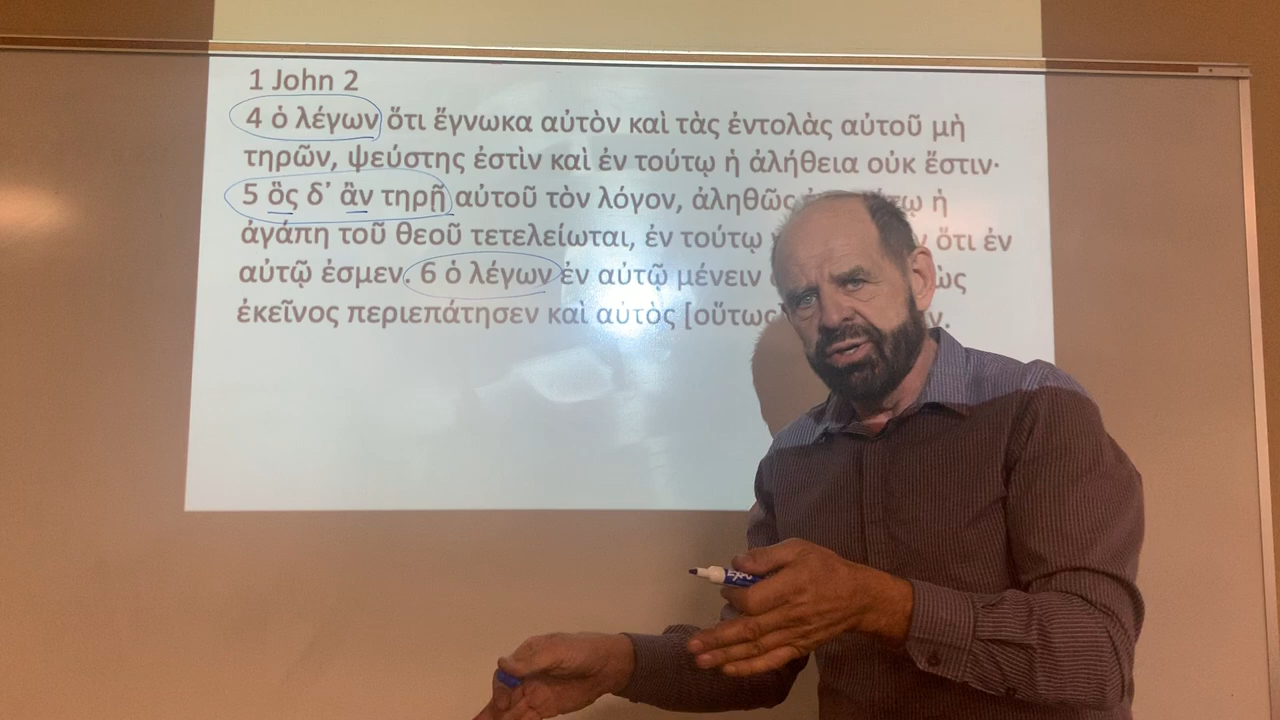 1 John 2
4 ὁ λέγων ὅτι ἔγνωκα αὐτὸν καὶ τὰς ἐντολὰς αὐτοῦ μὴ
τηρῶν, ψεύστης ἐστὶν καὶ ἐν τούτῳ ἡ ἀλήθεια οὐκ ἔστιν·
5 ὃς δ᾽ ἂν τηρῇ αὐτοῦ τὸν λόγον, ἀληθῶς ἡ
ἀγάπη τοῦ θεοῦ τετελείωται, ἐν τούτῳ ὅτι ἐν
αὐτῷ ἐσμεν. 6 ὁ λέγων ἐν αὐτῷ μένειν
ἐκεῖνος περιεπάτησεν καὶ αὐτὸς [οὕτως